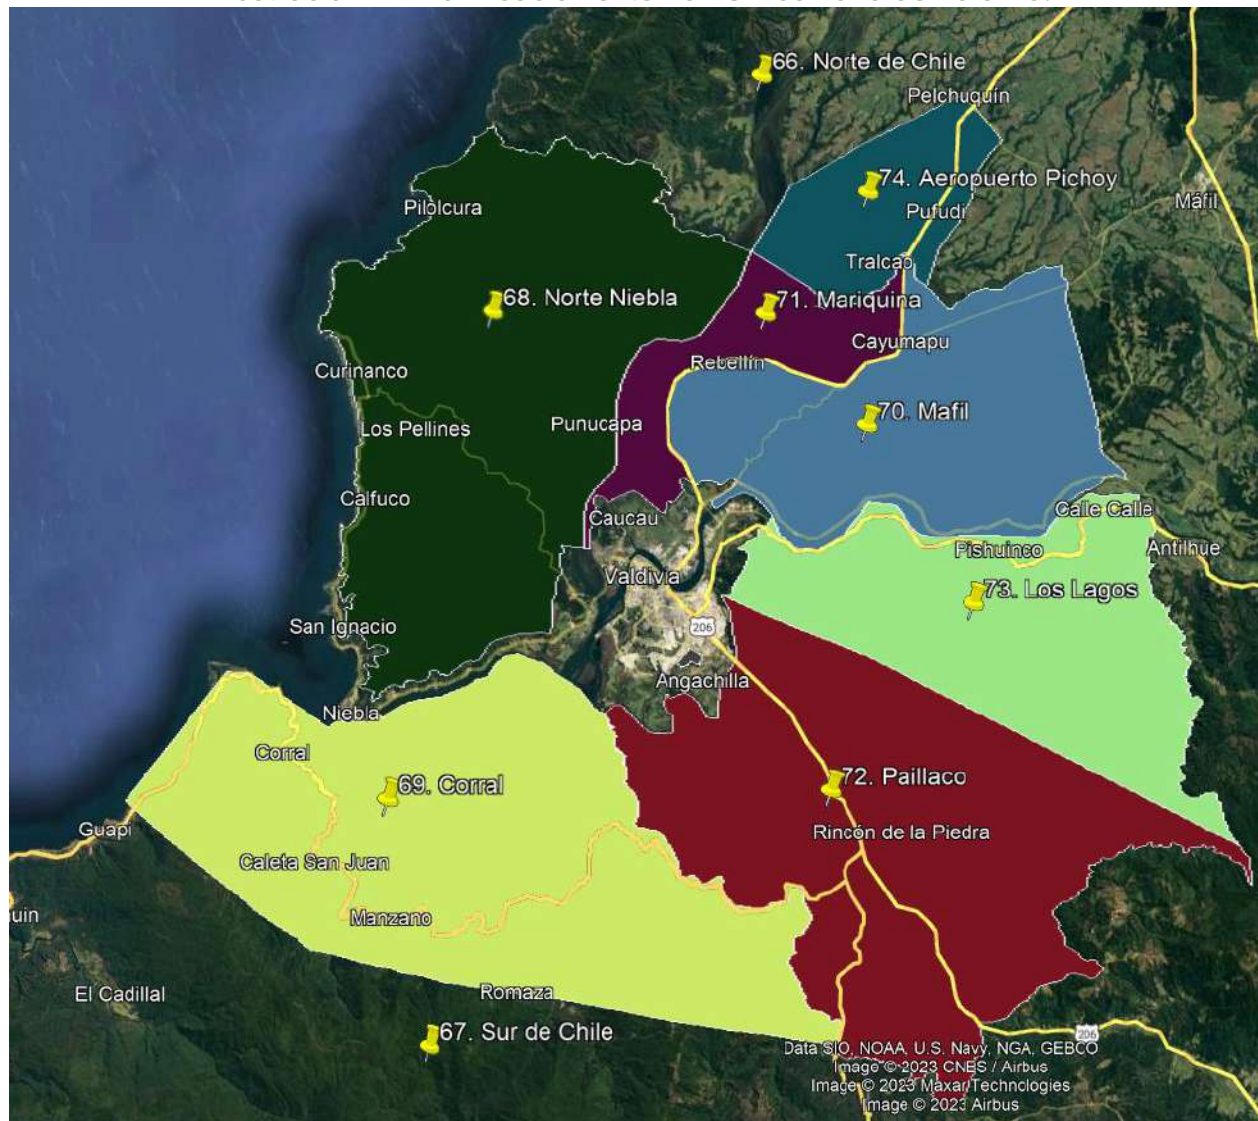 66. Norte de Chile
Pelchuquín
74. Aeropuerto Pichoy
Máfil
Pilolcura
Pufudi
Tralcao
68. Norte Niebla
71. Mariquina
Cayumapu
Rebellín
Curinanco
70. Mafil
Punucapa
Los Pellines
Calfuco
Calle Calle
Caucau
Pishuinco
Antilhue
Valdivia
73. Los Lagos
San Ignacio
206
Angachilla
Niebla
Corral
69. Corral
72. Paillaco
Guapi
Rincón de la Piedra
Caleta San Juan
uin
Manzano
El Cadillal
Romaza
67. Sur de Chile
206
Data SIO, NOAA, U.S. Navy, NGA, GEBCO
Image © 2023 CNES / Airbus
Image © 2023 Maxar Technologies
Image © 2023 Airbus